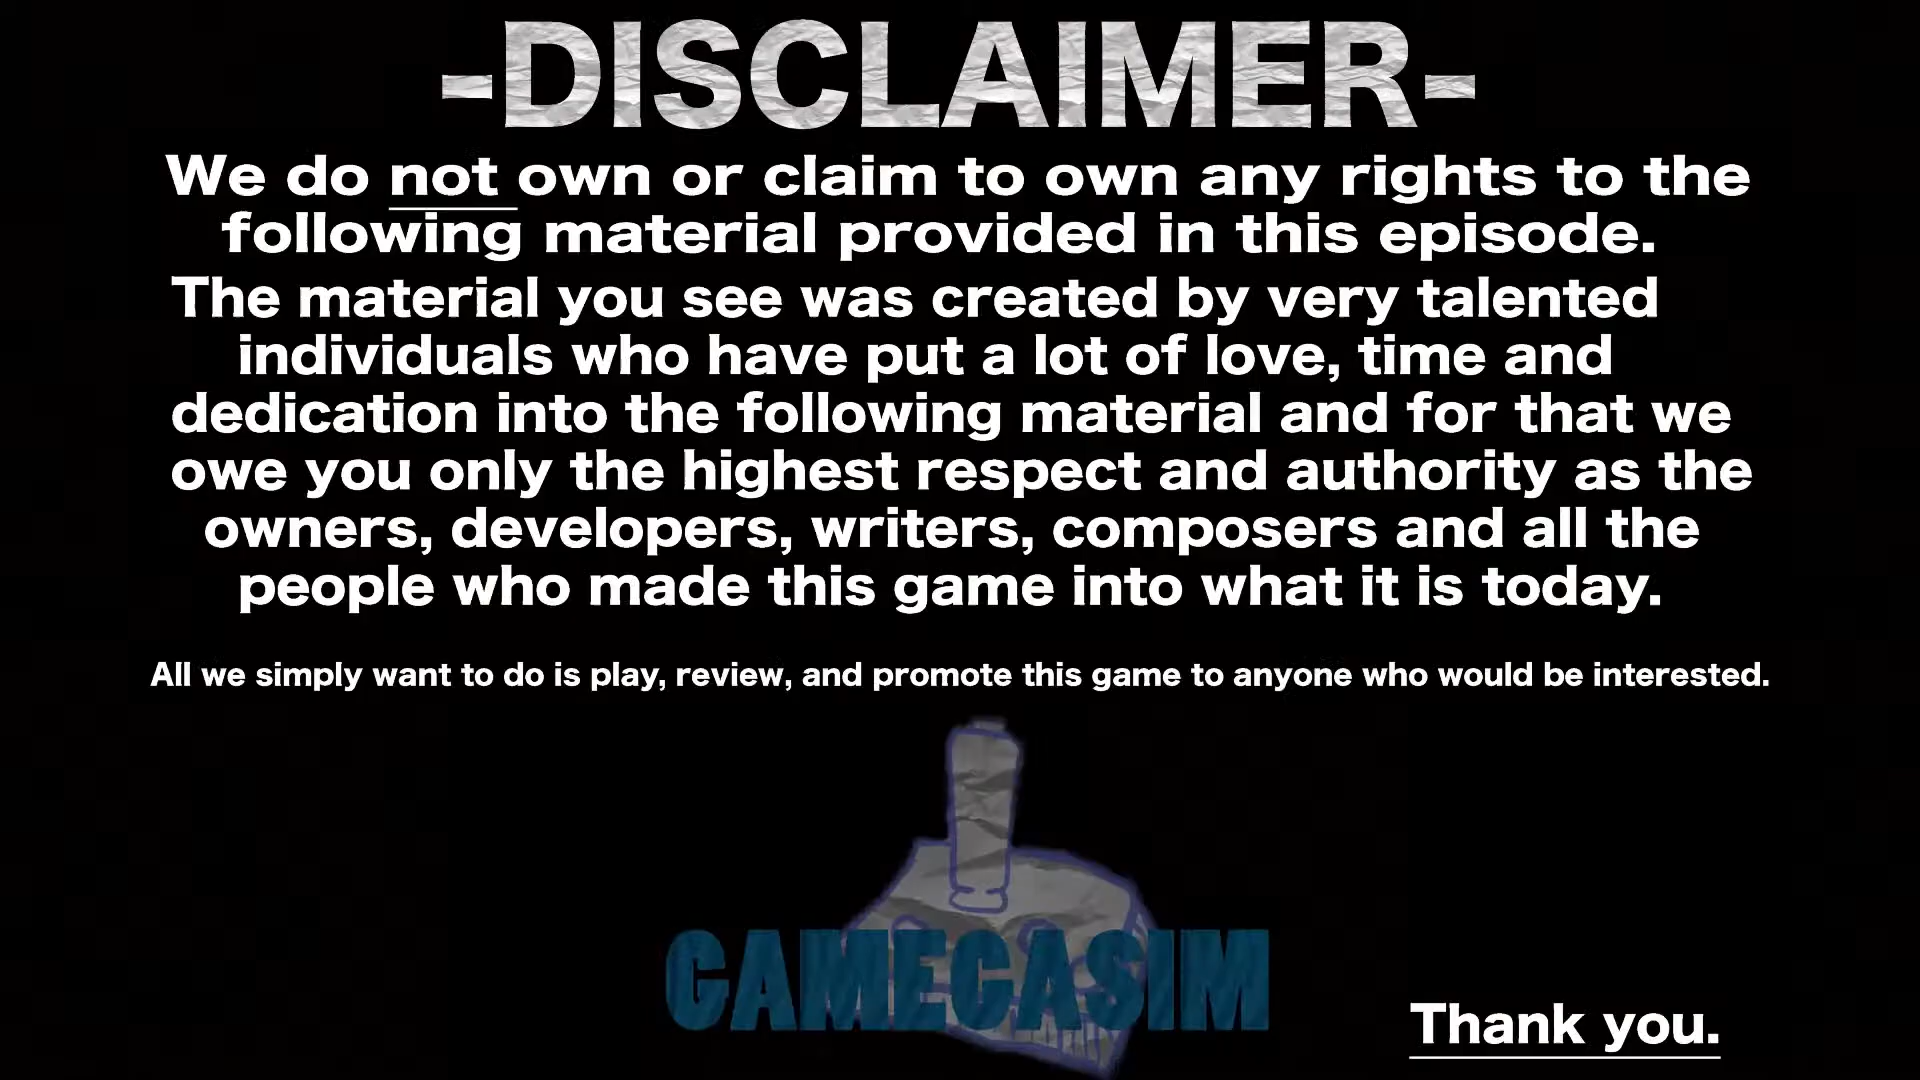 -DISCLAIMER-
We do not own or claim to own any rights to the
following material provided in this episode.
The material you see was created by very talented
individuals who have put a lot of love, time and
dedication into the following material and for that we
owe you only the highest respect and authority as the
owners, developers, writers, composers and all the
people who made this game into what it is today.
All we simply want to do is play, review, and promote this game to anyone who would be interested.
GAMECASIM
Thank you.